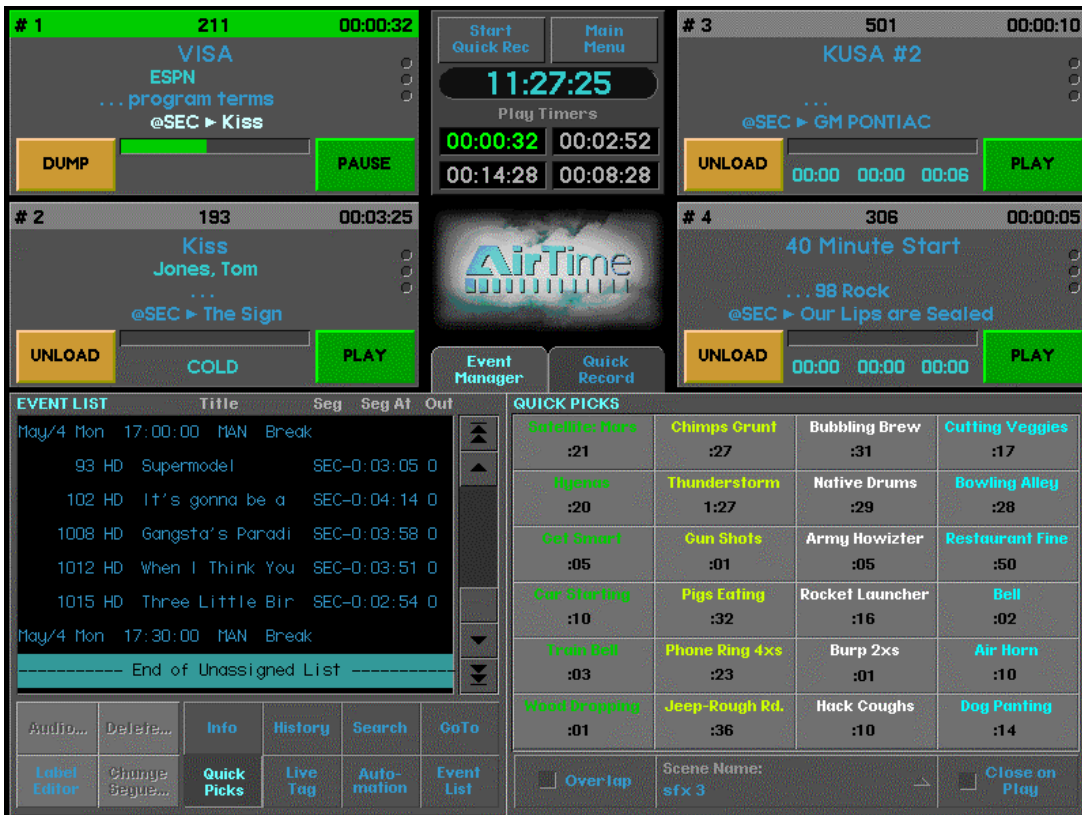 # 1 211 00:00:32
VISA
ESPN
...program terms
@SEC ► Kiss
DUMP
PAUSE
Start Quick Rec
Main Menu
11:27:25
Play Timers
00:00:32 00:02:52
00:14:28 00:08:28
# 3 501 00:00:10
KUSA #2
...
@SEC ► GM PONTIAC
UNLOAD
00:00 00:00 00:06
PLAY
# 2 193 00:03:25
Kiss
Jones, Tom
...
@SEC ► The Sign
UNLOAD
COLD
PLAY
AirTime
Event Manager
Quick Record
# 4 306 00:00:05
40 Minute Start
...98 Rock
@SEC ► Our Lips are Sealed
UNLOAD
00:00 00:00 00:00
PLAY
EVENT LIST Title Seg Seg At Out
May/4 Mon 17:00:00 MAN Break
93 HD Supermodel SEC-0:03:05 0
102 HD It's gonna be a SEC-0:04:14 0
1008 HD Gangsta's Paradi SEC-0:03:58 0
1012 HD When I Think You SEC-0:03:51 0
1015 HD Three Little Bir SEC-0:02:54 0
May/4 Mon 17:30:00 MAN Break
---------- End of Unassigned List ----------
Audio... Delete... Info History Search GoTo
Label Editor
Change Segue...
Quick Picks
Live Tag
Auto-mation
Event List
QUICK PICKS
Satellite: Mars Chimps Grunt Bubbling Brew Cutting Veggies
:21 :27 :31 :17
Hyenas Thunderstorm Native Drums Bowling Alley
:20 1:27 :29 :28
Get Smart Gun Shots Army Howizter Restaurant Fine
:05 :01 :05 :50
Car Starting Pigs Eating Rocket Launcher Bell
:10 :32 :16 :02
Train Bell Phone Ring 4xs Burp 2xs Air Horn
:03 :23 :01 :10
Wood Dropping Jeep-Rough Rd. Hack Coughs Dog Panting
:01 :36 :10 :14
Overlap
Scene Name:
sfx 3
Close on Play